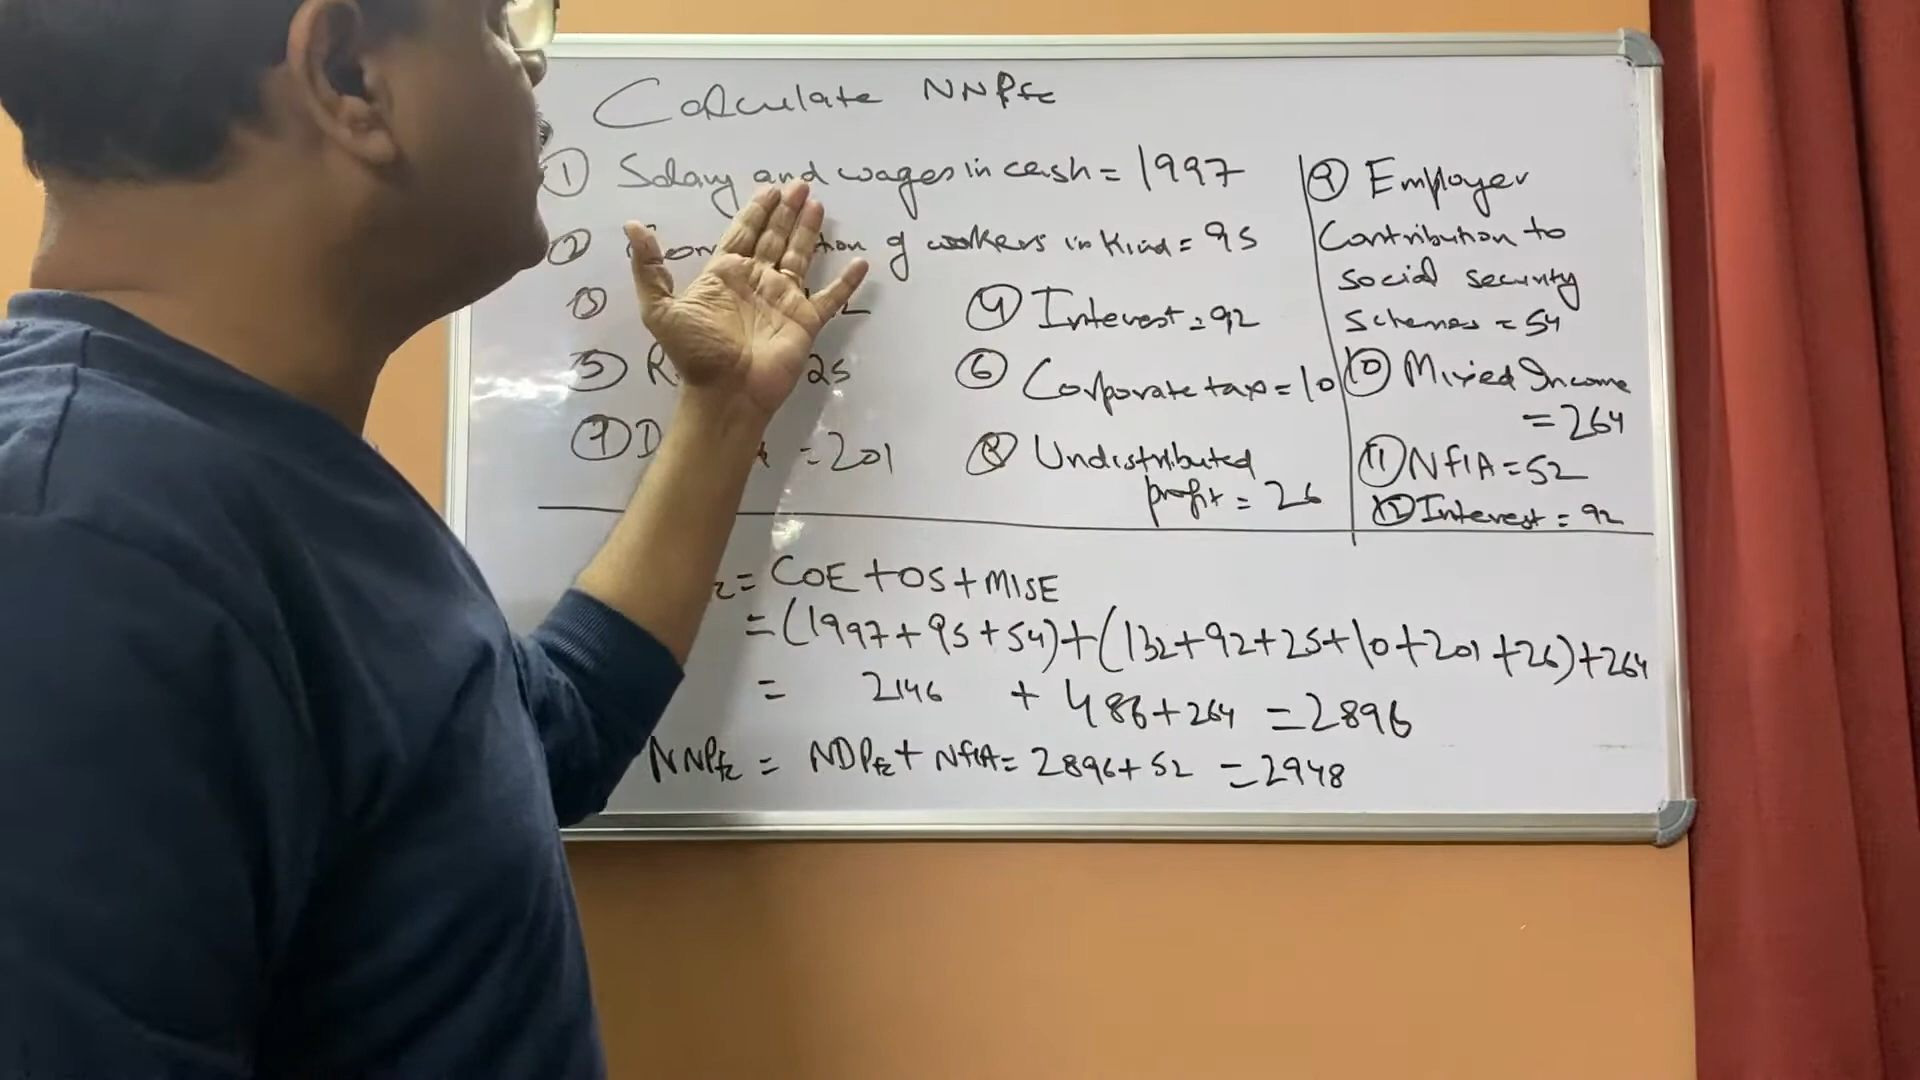 Calculate NNPfc
① Salary and wages in cash = 1997
② of workers in kind = 95
③
④ Interest = 92
⑤ 25
⑥ Corporate tax = 10
⑦ = 201
⑧ Undistributed
profit = 26
⑨ Employer
Contribution to
social security
schemes = 54
⑩ Mixed Income
= 264
⑪ NFIA = 52
⑫ Interest = 92
= COE + OS + MISE
= (1997 + 95 + 54) + (132 + 92 + 25 + 10 + 201 + 26) + 264
= 2146 + 486 + 264 = 2896
NNPfc = NDPfc + NFIA = 2896 + 52 = 2948